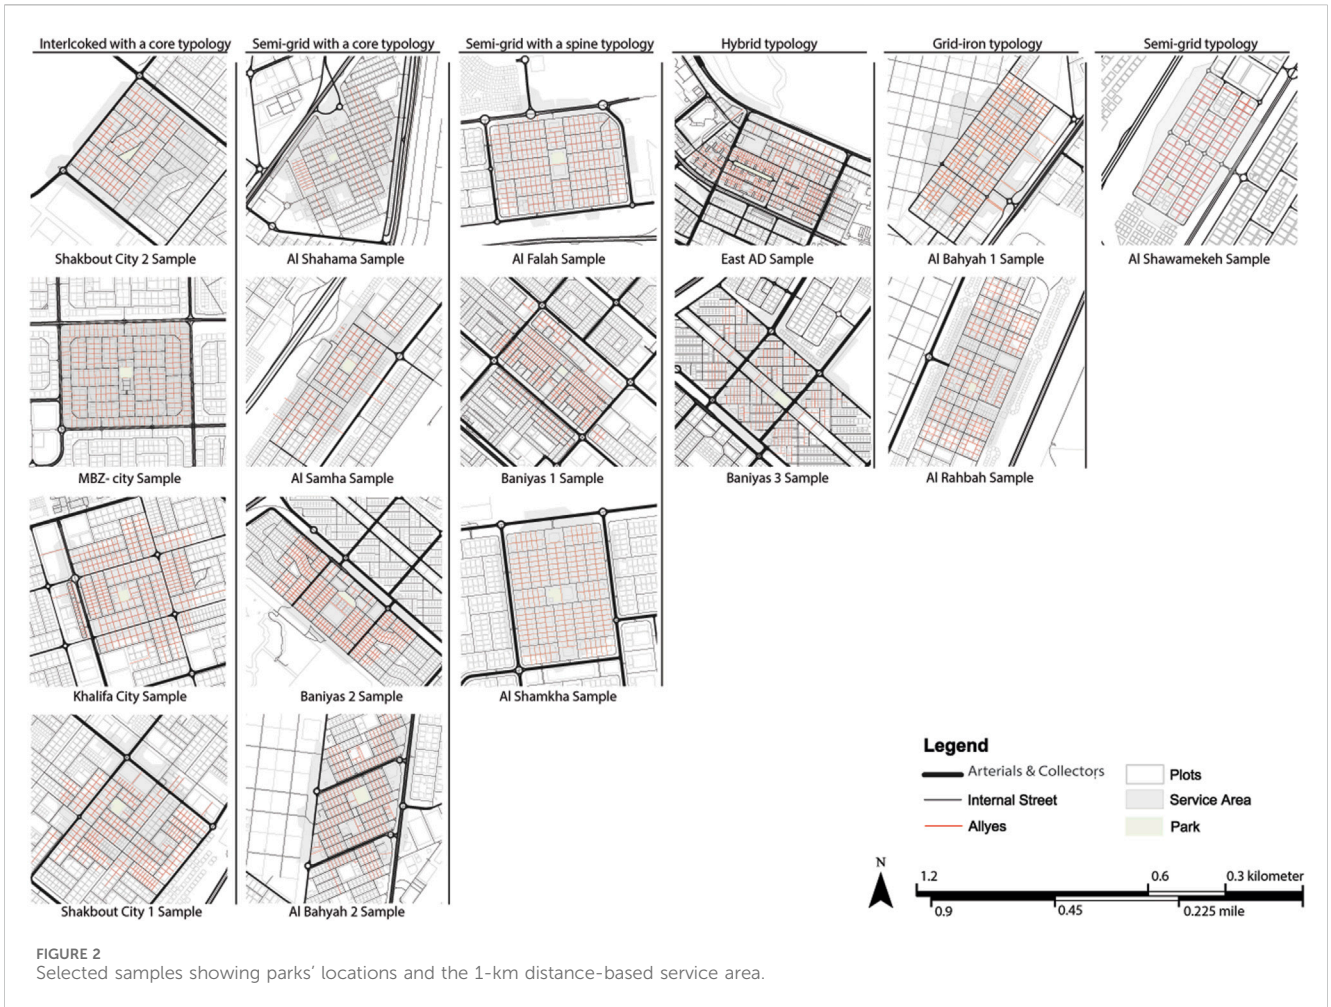 Interlcoked with a core typology
Semi-grid with a core typology
Semi-grid with a spine typology
Hybrid typology
Grid-iron typology
Semi-grid typology
Shakbout City 2 Sample
Al Shahama Sample
Al Falah Sample
East AD Sample
Al Bahyah 1 Sample
Al Shawamekeh Sample
MBZ- city Sample
Al Samha Sample
Baniyas 1 Sample
Baniyas 3 Sample
Al Rahbah Sample
Khalifa City Sample
Baniyas 2 Sample
Al Shamkha Sample
Shakbout City 1 Sample
Al Bahyah 2 Sample
Legend
Arterials & Collectors
Plots
Internal Street
Service Area
Allyes
Park
N
1.2 0.6 0.3 kilometer
0.9 0.45 0.225 mile
FIGURE 2
Selected samples showing parks' locations and the 1-km distance-based service area.